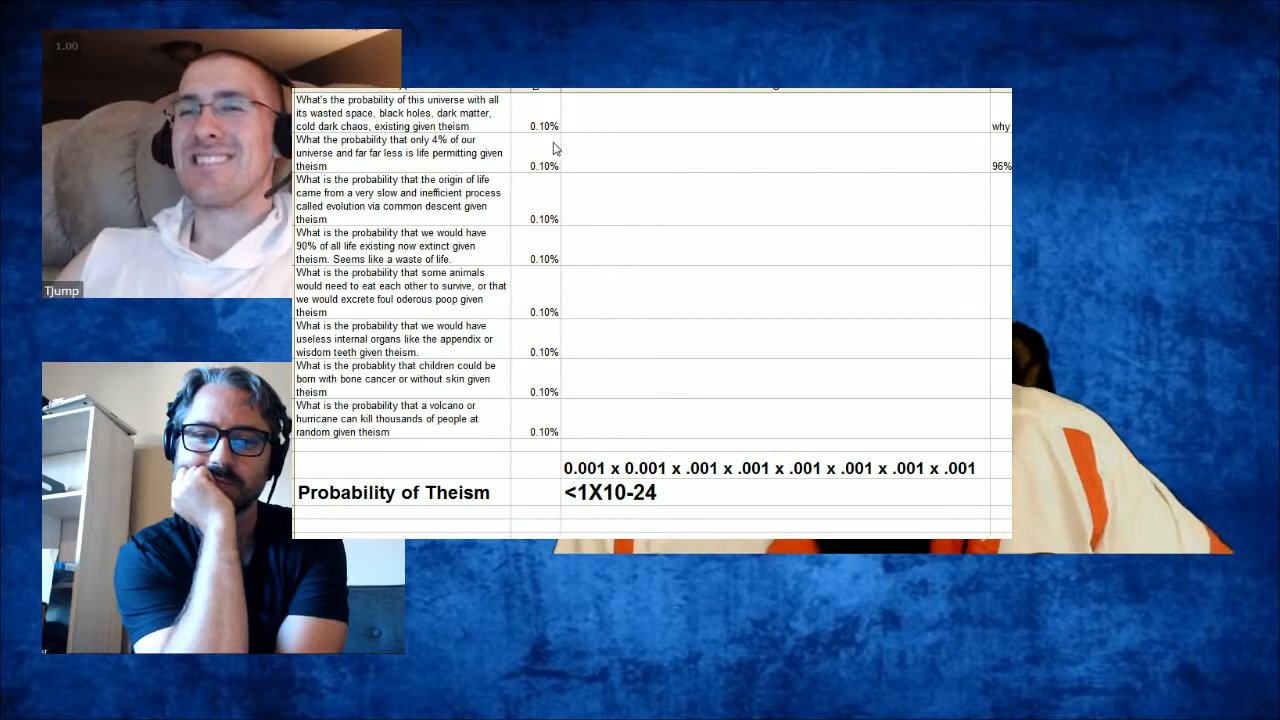 1.00
What's the probability of this universe with all
its wasted space, black holes, dark matter,
cold dark chaos, existing given theism
0.10%
why
What the probability that only 4% of our
universe and far far less is life permitting given
theism
0.10%
96%
What is the probability that the origin of life
came from a very slow and inefficient process
called evolution via common descent given
theism
0.10%
What is the probability that we would have
90% of all life existing now extinct given
theism. Seems like a waste of life.
0.10%
What is the probability that some animals
would need to eat each other to survive, or that
we would excrete foul oderous poop given
theism
0.10%
What is the probability that we would have
useless internal organs like the appendix or
wisdom teeth given theism.
0.10%
What is the probablity that children could be
born with bone cancer or without skin given
theism
0.10%
What is the probability that a volcano or
hurricane can kill thousands of people at
random given theism
0.10%
0.001 x 0.001 x .001 x .001 x .001 x .001 x .001 x .001
Probability of Theism
<1X10-24
TJump